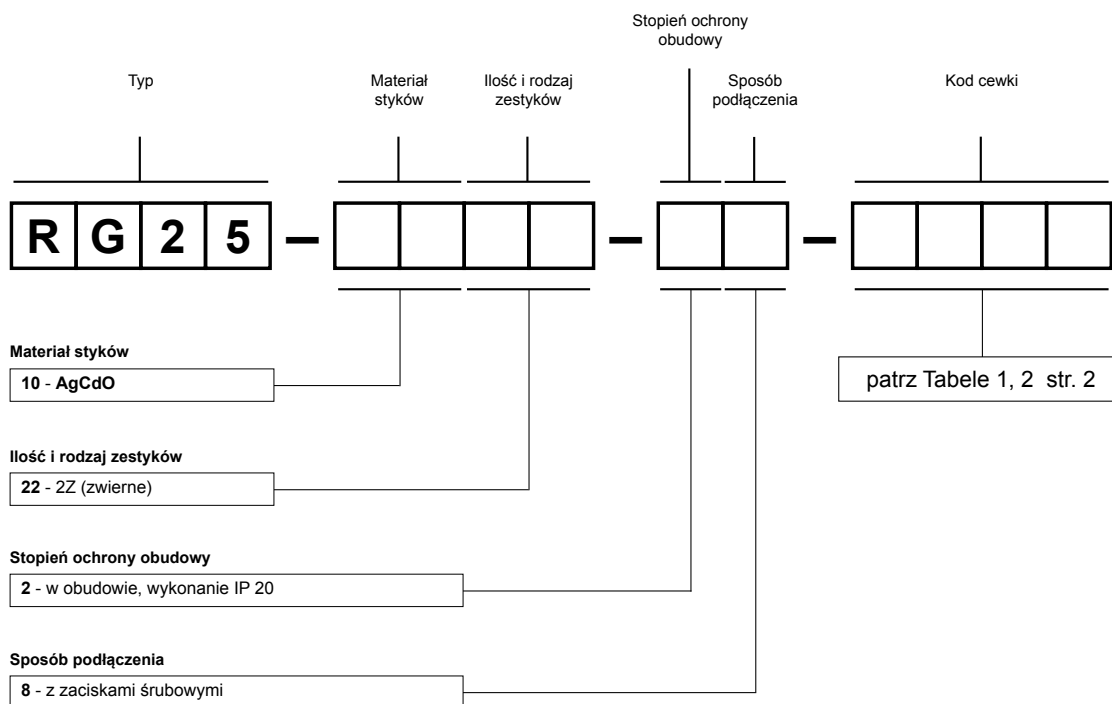 Stopień ochrony
obudowy
Typ
Materiał
styków
Ilość i rodzaj
zestyków
Sposób
podłączenia
Kod cewki
R G 2 5 – – –
Materiał styków
10 - AgCdO
patrz Tabele 1, 2 str. 2
Ilość i rodzaj zestyków
22 - 2Z (zwierne)
Stopień ochrony obudowy
2 - w obudowie, wykonanie IP 20
Sposób podłączenia
8 - z zaciskami śrubowymi